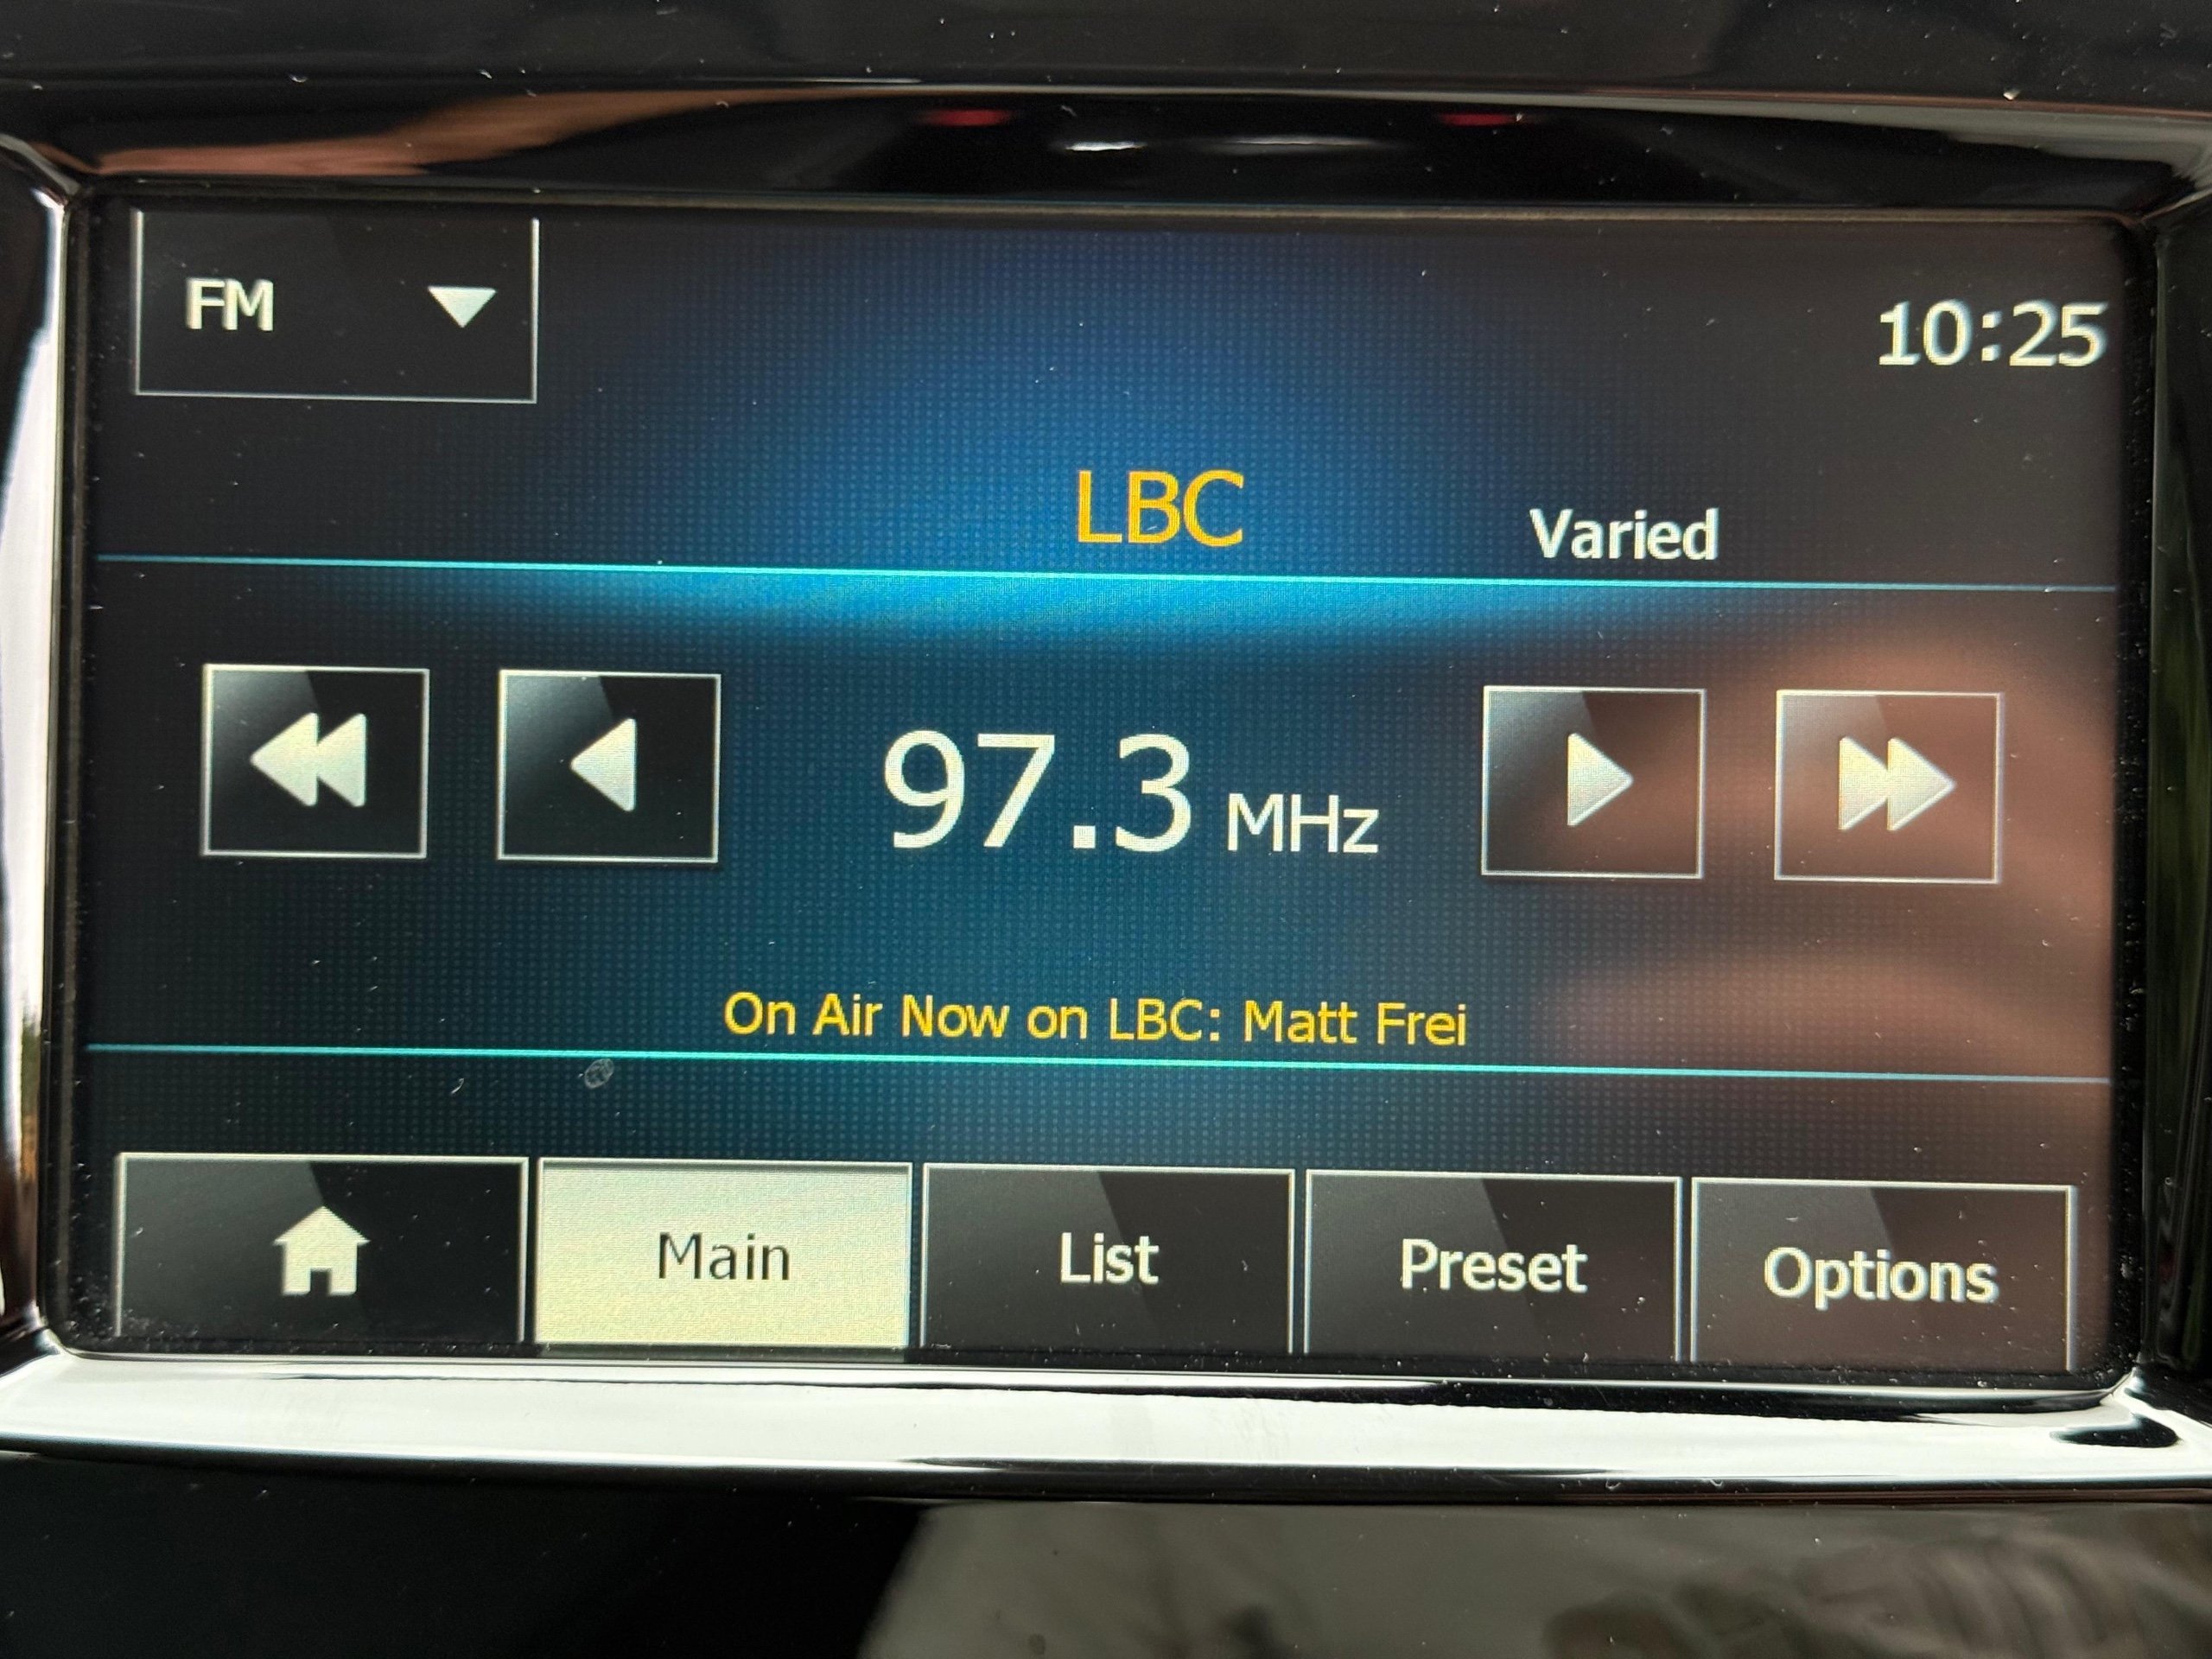 FM
10:25
LBC
Varied
97.3 MHz
On Air Now on LBC: Matt Frei
Main
List
Preset
Options